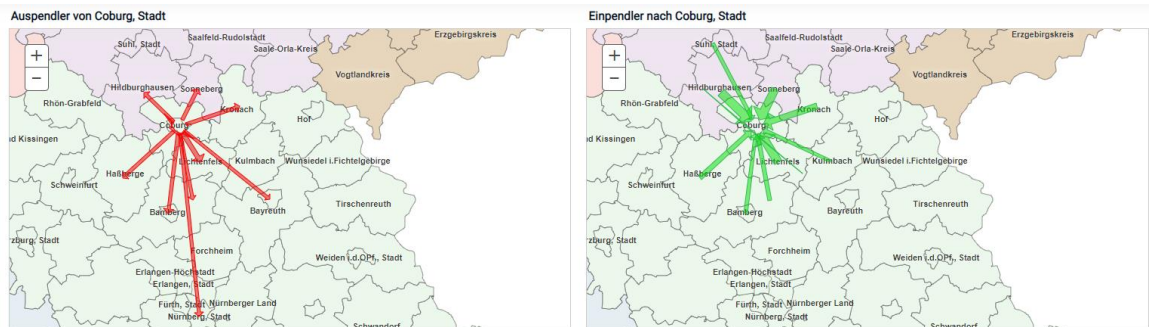 Auspendler von Coburg, Stadt
+
−
Suhl, Stadt
Saalfeld-Rudolstadt
Saale-Orla-Kreis
Erzgebirgskreis
Vogtlandkreis
Hildburghausen
Sonneberg
Rhön-Grabfeld
Kronach
Hof
Coburg
d Kissingen
Lichtenfels
Kulmbach
Wunsiedel i.Fichtelgebirge
Haßberge
Schweinfurt
Bamberg
Bayreuth
Tirschenreuth
rzburg, Stadt
Forchheim
Weiden i.d.OPf., Stadt
Erlangen-Höchstadt
Erlangen, Stadt
Fürth, Stadt
Nürnberger Land
Nürnberg, Stadt
Schwandorf
Einpendler nach Coburg, Stadt
+
−
Suhl, Stadt
Saalfeld-Rudolstadt
Saale-Orla-Kreis
Erzgebirgskreis
Vogtlandkreis
Hildburghausen
Sonneberg
Rhön-Grabfeld
Kronach
Hof
Coburg
d Kissingen
Lichtenfels
Kulmbach
Wunsiedel i.Fichtelgebirge
Haßberge
Schweinfurt
Bamberg
Bayreuth
Tirschenreuth
zburg, Stadt
Forchheim
Weiden i.d.OPf., Stadt
Erlangen-Höchstadt
Erlangen, Stadt
Fürth, Stadt
Nürnberger Land
Nürnberg, Stadt
Schwandorf